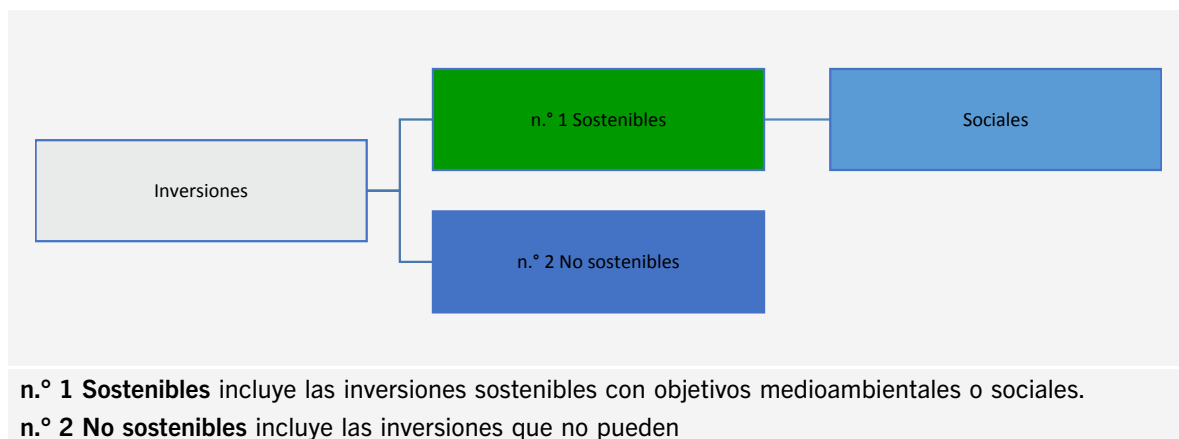 n.° 1 Sostenibles
Sociales
Inversiones
n.° 2 No sostenibles
n.° 1 Sostenibles incluye las inversiones sostenibles con objetivos medioambientales o sociales.
n.° 2 No sostenibles incluye las inversiones que no pueden